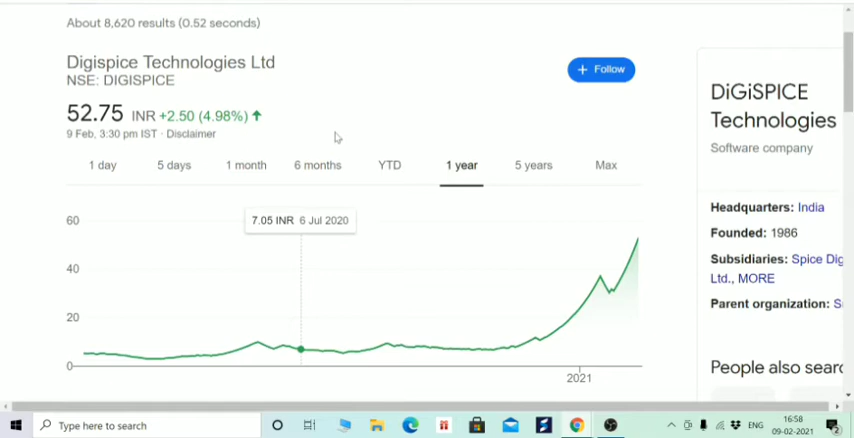 About 8,620 results (0.52 seconds)
Digispice Technologies Ltd
NSE: DIGISPICE
+ Follow
52.75 INR +2.50 (4.98%) ↑
9 Feb, 3:30 pm IST · Disclaimer
1 day 5 days 1 month 6 months YTD 1 year 5 years Max
7.05 INR 6 Jul 2020
60
40
20
0
2021
DiGiSPICE
Technologies
Software company
Headquarters: India
Founded: 1986
Subsidiaries: Spice Dig
Ltd., MORE
Parent organization: S
People also sear
Type here to search
ENG
16:58
09-02-2021
2